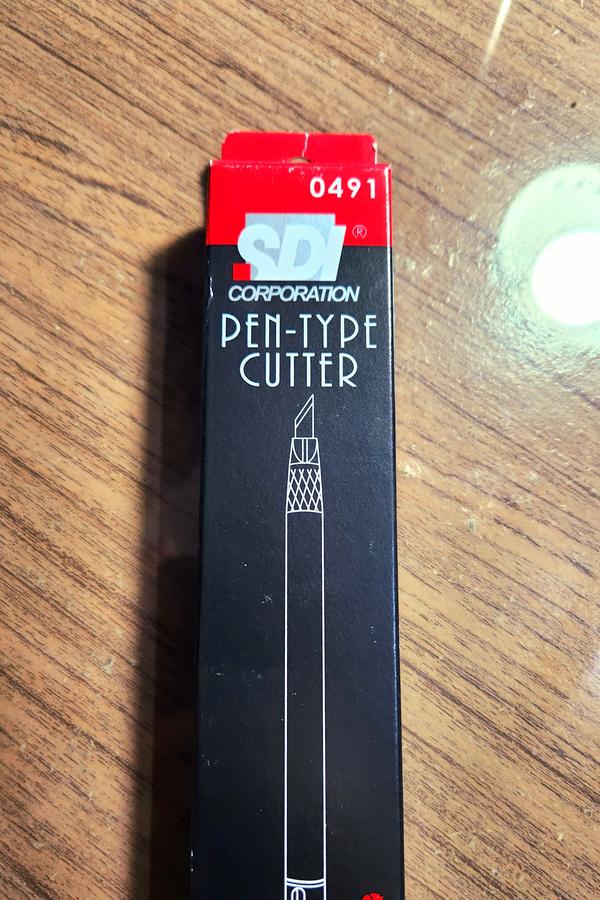 0491
SDI ®
CORPORATION
PEN-TYPE
CUTTER